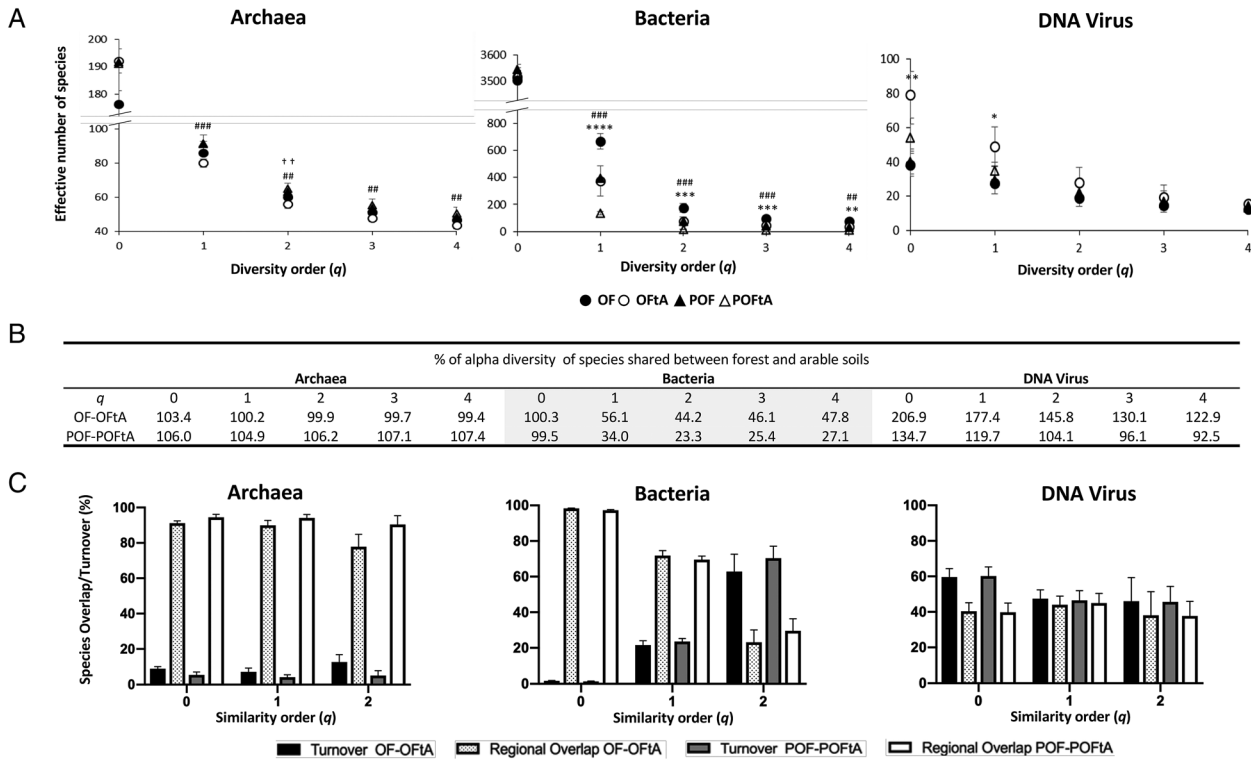 A
Archaea
Bacteria
DNA Virus
Effective number of species
200
190
180
170
100
80
60
40
###
† †
##
##
##
0 1 2 3 4
Diversity order (q)
3600
3500
800
600
400
200
0
###
****
###
***
###
***
##
**
0 1 2 3 4
Diversity order (q)
100
80
60
40
20
0
**
*
0 1 2 3 4
Diversity order (q)
OF OFtA POF POFtA
B
% of alpha diversity of species shared between forest and arable soils
Archaea Bacteria DNA Virus
q 0 1 2 3 4 0 1 2 3 4 0 1 2 3 4
OF-OFtA 103.4 100.2 99.9 99.7 99.4 100.3 56.1 44.2 46.1 47.8 206.9 177.4 145.8 130.1 122.9
POF-POFtA 106.0 104.9 106.2 107.1 107.4 99.5 34.0 23.3 25.4 27.1 134.7 119.7 104.1 96.1 92.5
C
Archaea
Bacteria
DNA Virus
Species Overlap/Turnover (%)
100
80
60
40
20
0
0 1 2
Similarity order (q)
100
80
60
40
20
0
0 1 2
Similarity order (q)
100
80
60
40
20
0
0 1 2
Similarity order (q)
Turnover OF-OFtA Regional Overlap OF-OFtA Turnover POF-POFtA Regional Overlap POF-POFtA